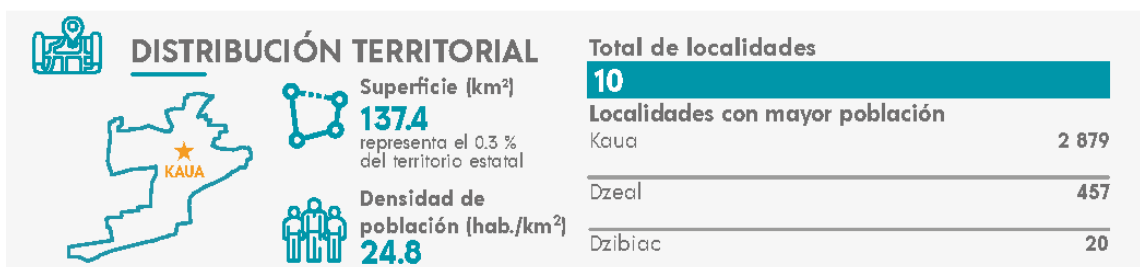 DISTRIBUCIÓN TERRITORIAL
KAUA
Superficie (km²)
137.4
representa el 0.3 %
del territorio estatal
Densidad de
población (hab./km²)
24.8
Total de localidades
10
Localidades con mayor población
Kaua 2 879
Dzeal 457
Dzibiac 20